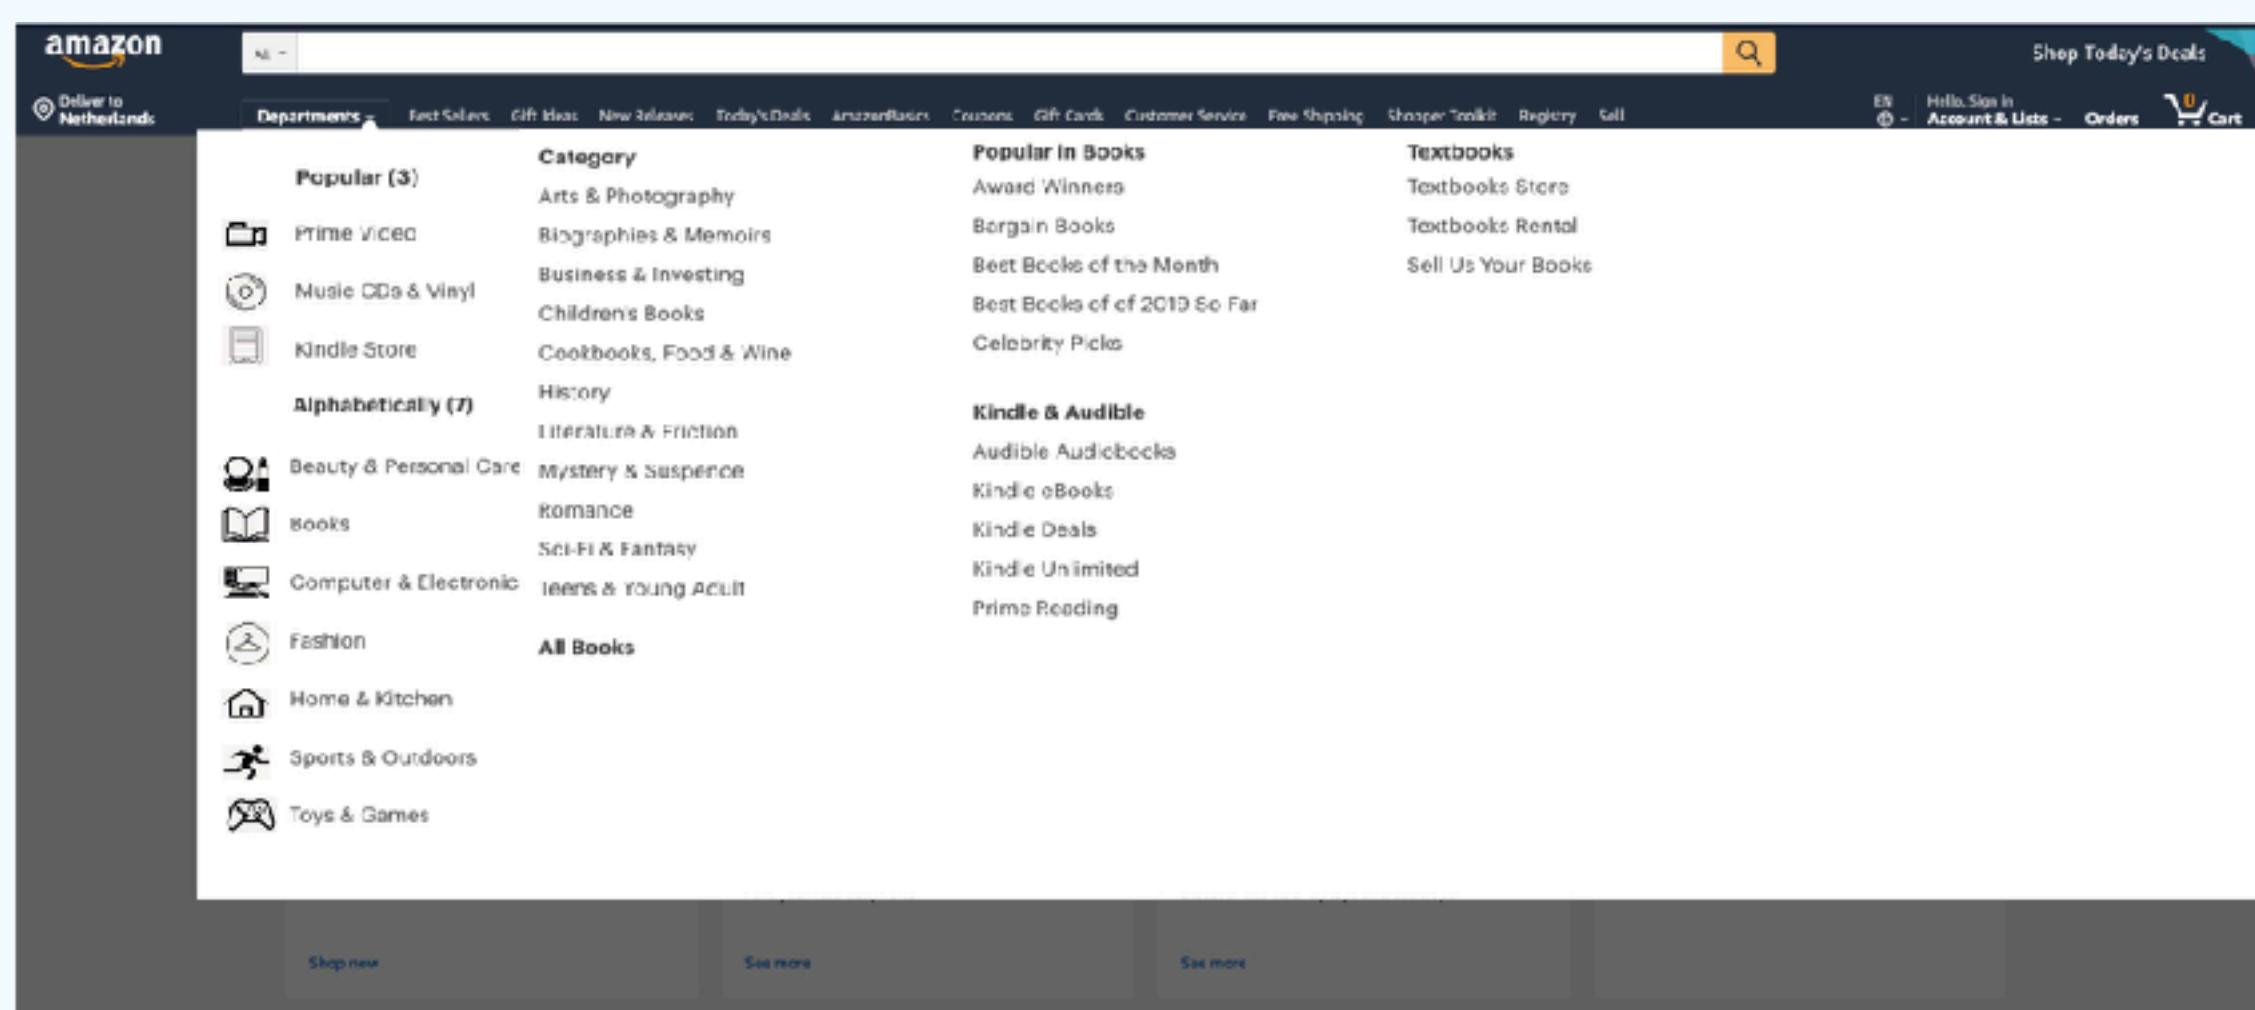 amazon
All
Shop Today's Deals
Deliver to
Netherlands
Departments
Best Sellers
Gift Ideas
New Releases
Today's Deals
AmazonBasics
Coupons
Gift Cards
Customer Service
Free Shipping
Shopper Toolkit
Registry
Sell
EN
Hello, Sign in
Account & Lists
Orders
0
Cart
Popular (3)
Prime Video
Music CDs & Vinyl
Kindle Store
Alphabetically (7)
Beauty & Personal Care
Books
Computer & Electronic
Fashion
Home & Kitchen
Sports & Outdoors
Toys & Games
Category
Arts & Photography
Biographies & Memoirs
Business & Investing
Children's Books
Cookbooks, Food & Wine
History
Literature & Friction
Mystery & Suspence
Romance
Sci-Fi & Fantasy
Teens & Young Adult
All Books
Popular in Books
Award Winners
Bargain Books
Best Books of the Month
Best Books of of 2019 So Far
Celebrity Picks
Kindle & Audible
Audible Audiobooks
Kindle eBooks
Kindle Deals
Kindle Unlimited
Prime Reading
Textbooks
Textbooks Store
Textbooks Rental
Sell Us Your Books
Shop now
See more
See more